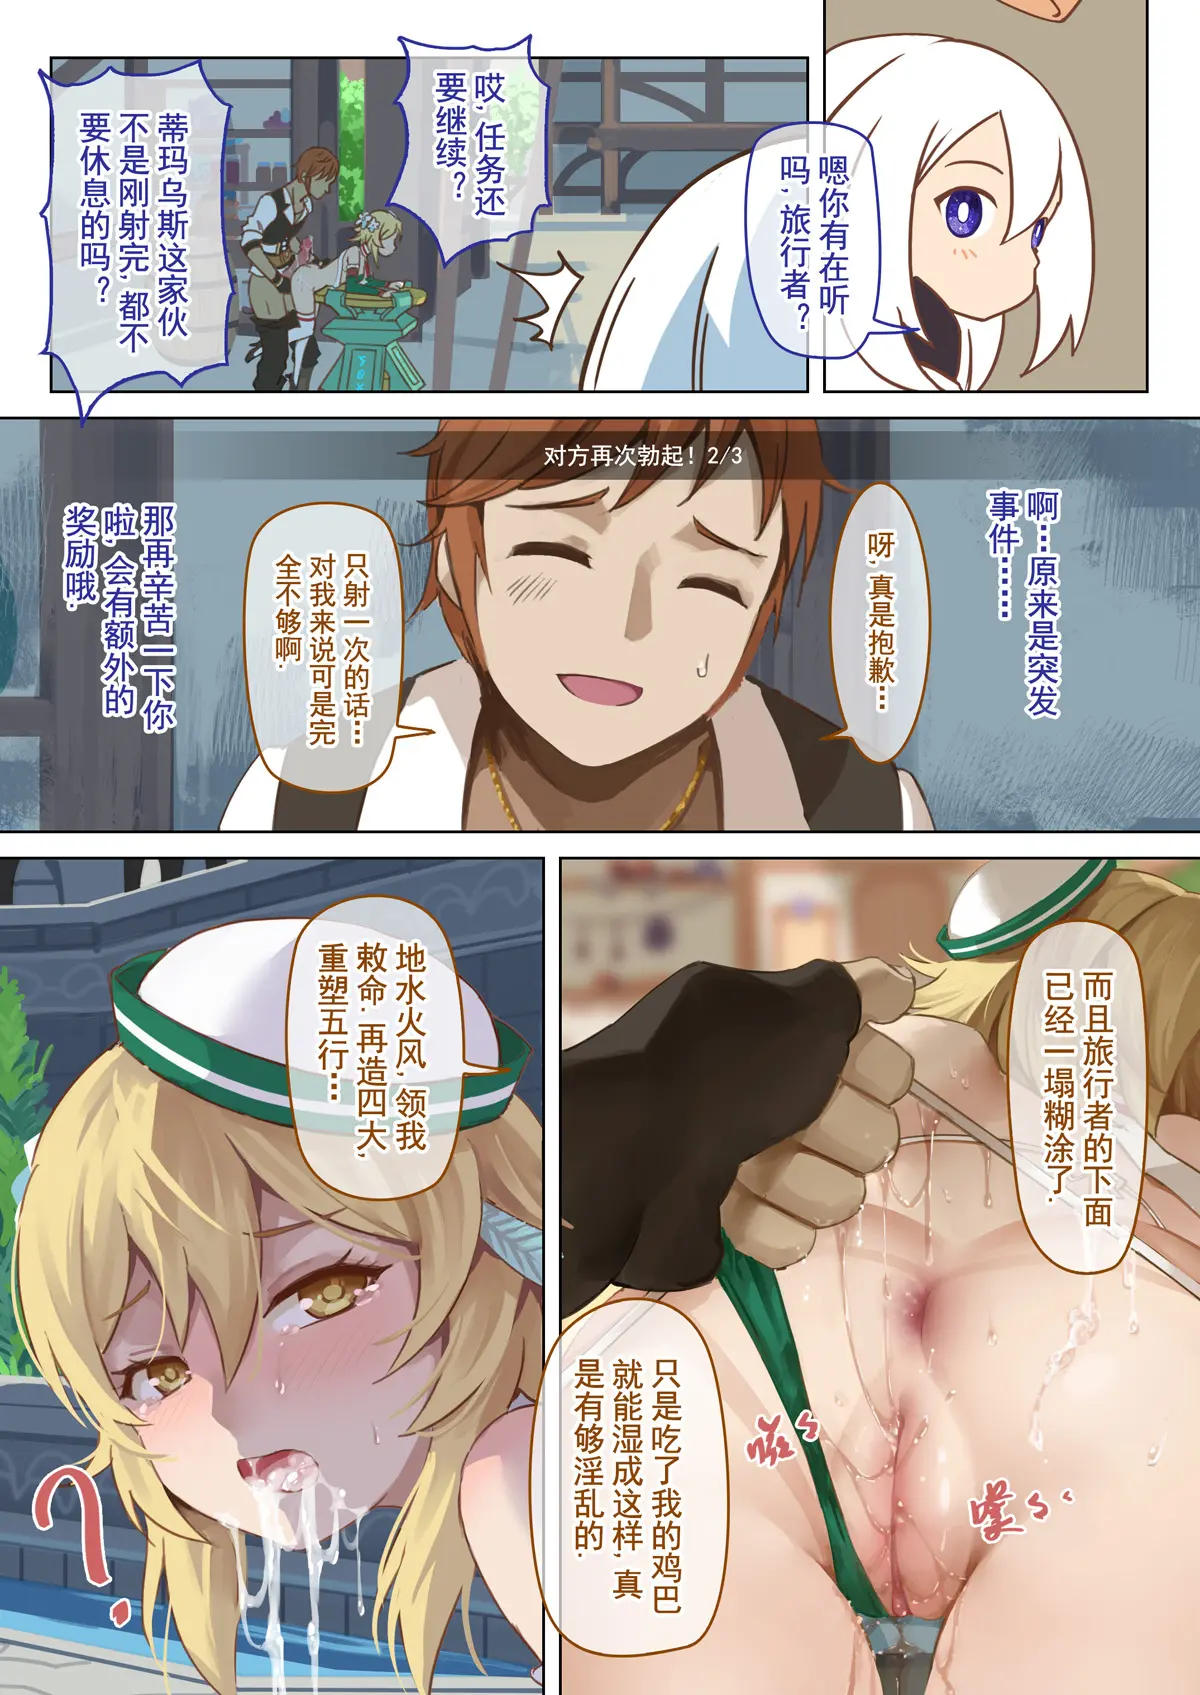 嗯你有在听
吗,旅行者?
哎,任务还
要继续?
蒂玛乌斯这家伙
不是刚射完,都不
要休息的吗?
对方再次勃起! 2/3
啊…原来是突发
事件……
呀,真是抱歉…
只射一次的话…
对我来说可是完
全不够啊.
那再辛苦一下你
啦,会有额外的
奖励哦.
而且旅行者的下面
已经一塌糊涂了.
只是吃了我的鸡巴
就能湿成这样,真
是有够淫乱的.
地水火风,领我
敕命.再造四大,
重塑五行…
?